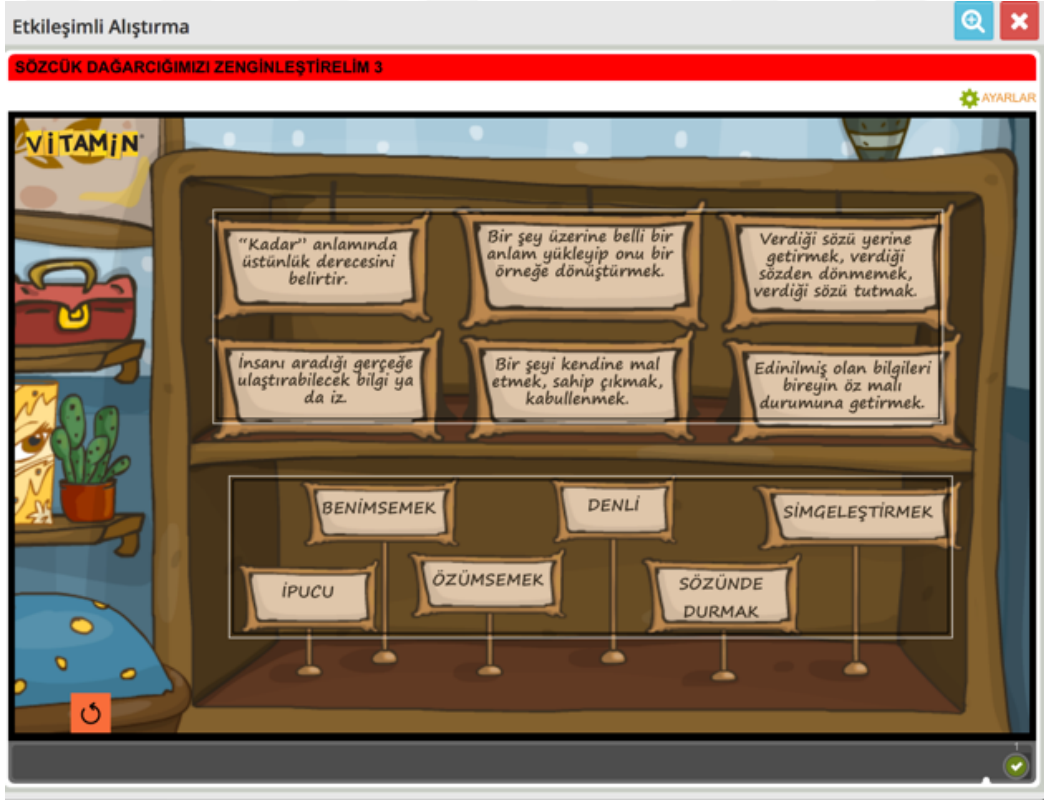 Etkileşimli Alıştırma
SÖZCÜK DAĞARCIĞIMIZI ZENGİNLEŞTİRELİM 3
AYARLAR
VİTAMİN
"Kadar" anlamında
üstünlük derecesini
belirtir.
Bir şey üzerine belli bir
anlam yükleyip onu bir
örneğe dönüştürmek.
Verdiği sözü yerine
getirmek, verdiği
sözden dönmemek,
verdiği sözü tutmak.
İnsanı aradığı gerçeğe
ulaştırabilecek bilgi ya
da iz.
Bir şeyi kendine mal
etmek, sahip çıkmak,
kabullenmek.
Edinilmiş olan bilgileri
bireyin öz malı
durumuna getirmek.
BENİMSEMEK
DENLİ
SİMGELEŞTİRMEK
İPUCU
ÖZÜMSEMEK
SÖZÜNDE
DURMAK
1